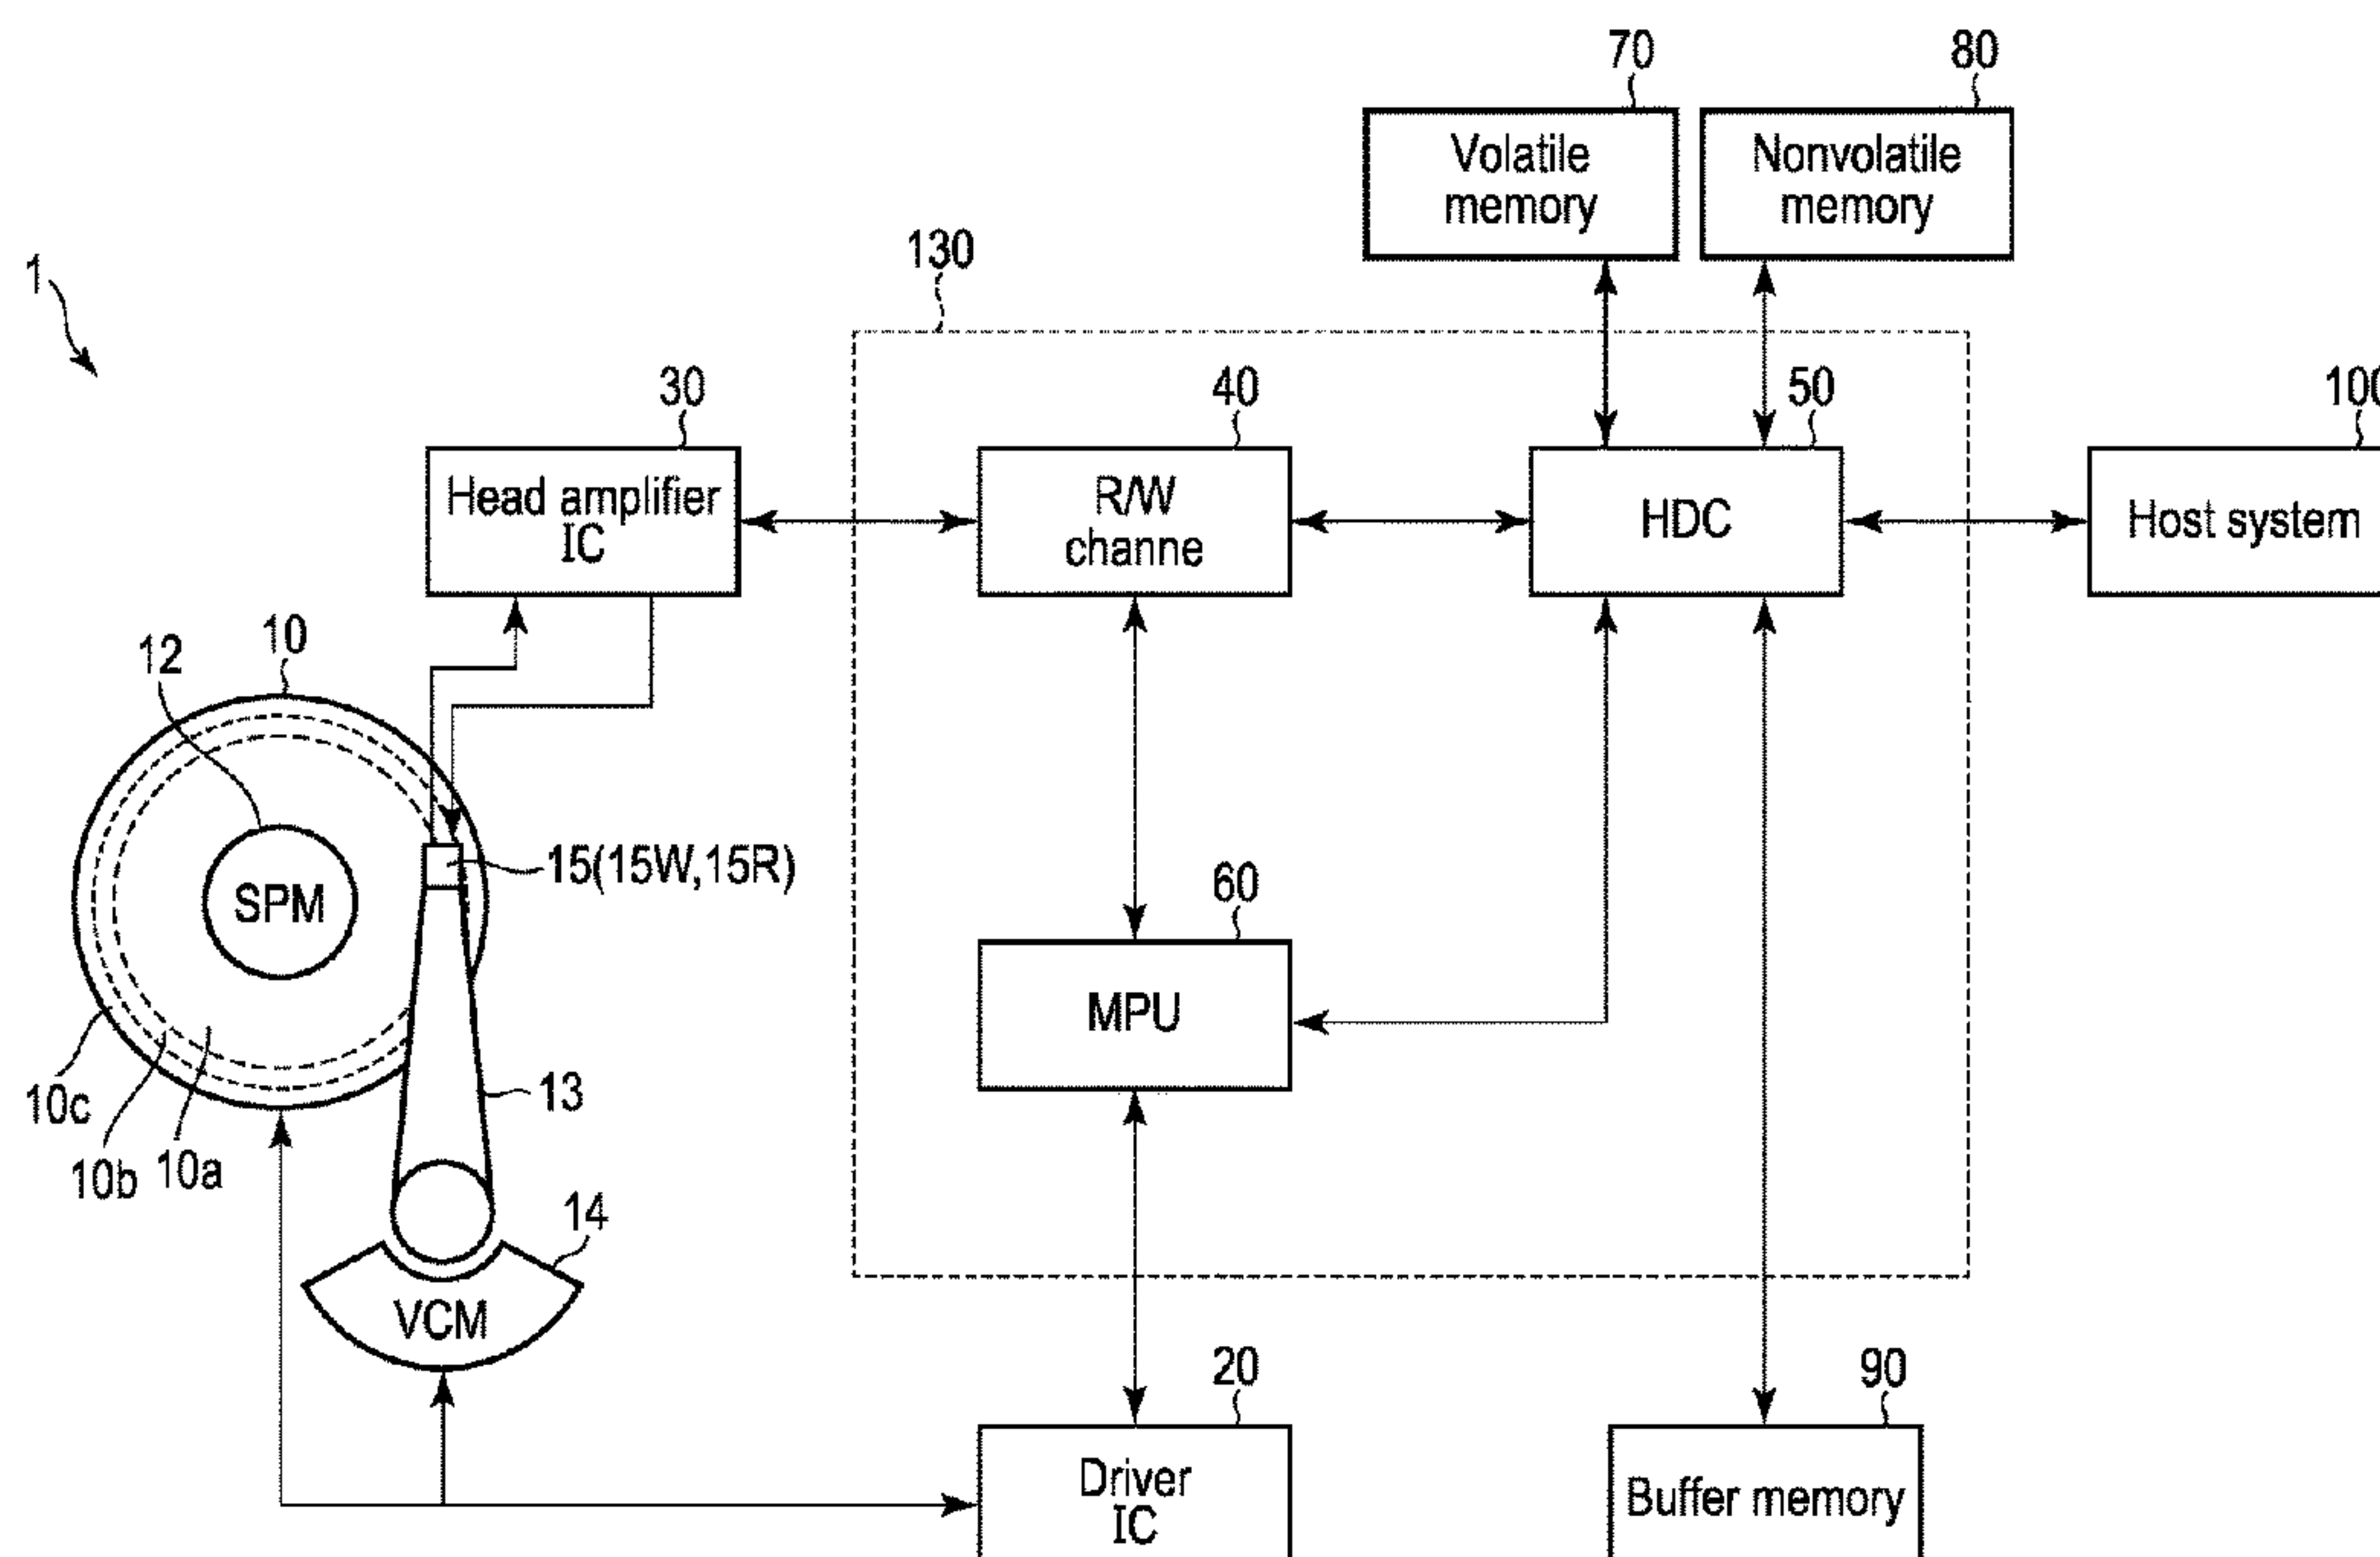 70
80
Volatile
memory
Nonvolatile
memory
130
1
30
40
50
100
Head amplifier
IC
R/W
channe
HDC
Host system
10
12
15(15W,15R)
SPM
60
MPU
13
10c
10b
10a
14
VCM
20
90
Driver
IC
Buffer memory